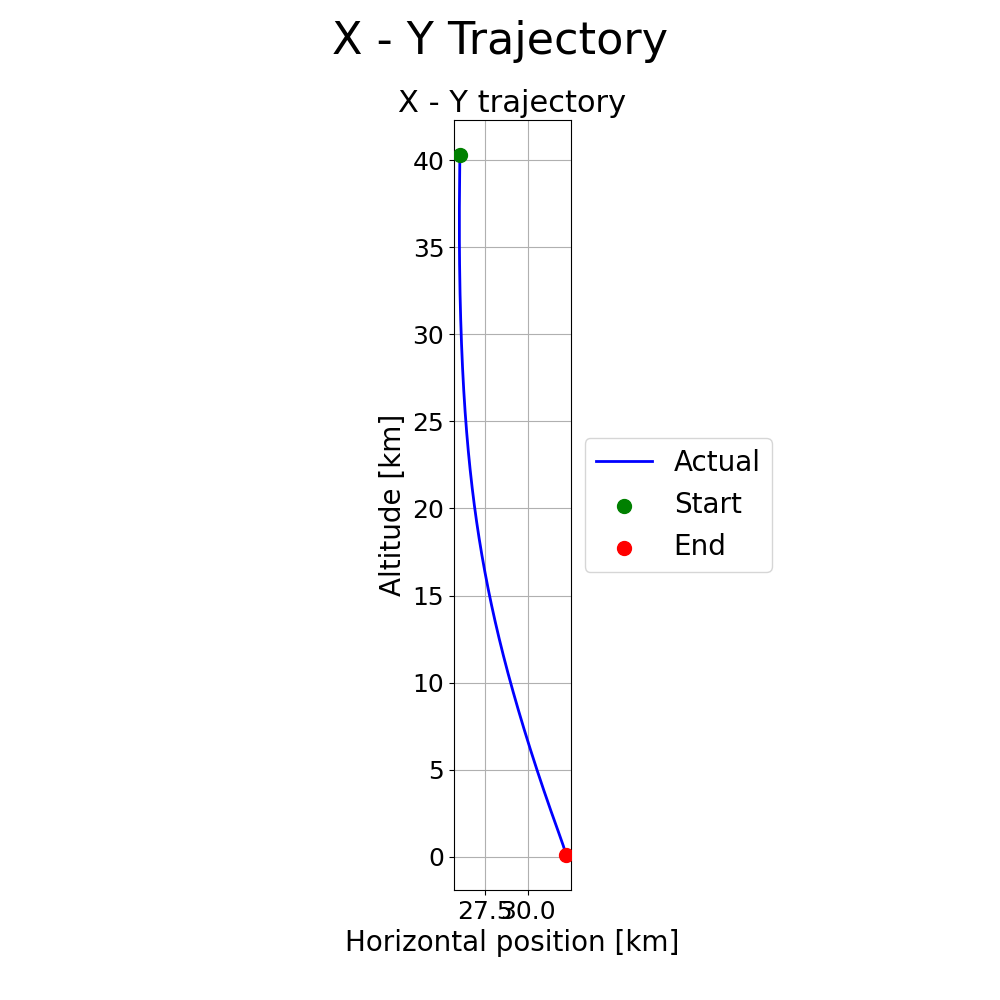 X - Y Trajectory
X - Y trajectory
40
35
30
25
20
15
10
5
0
Altitude [km]
27.5
30.0
Horizontal position [km]
Actual
Start
End